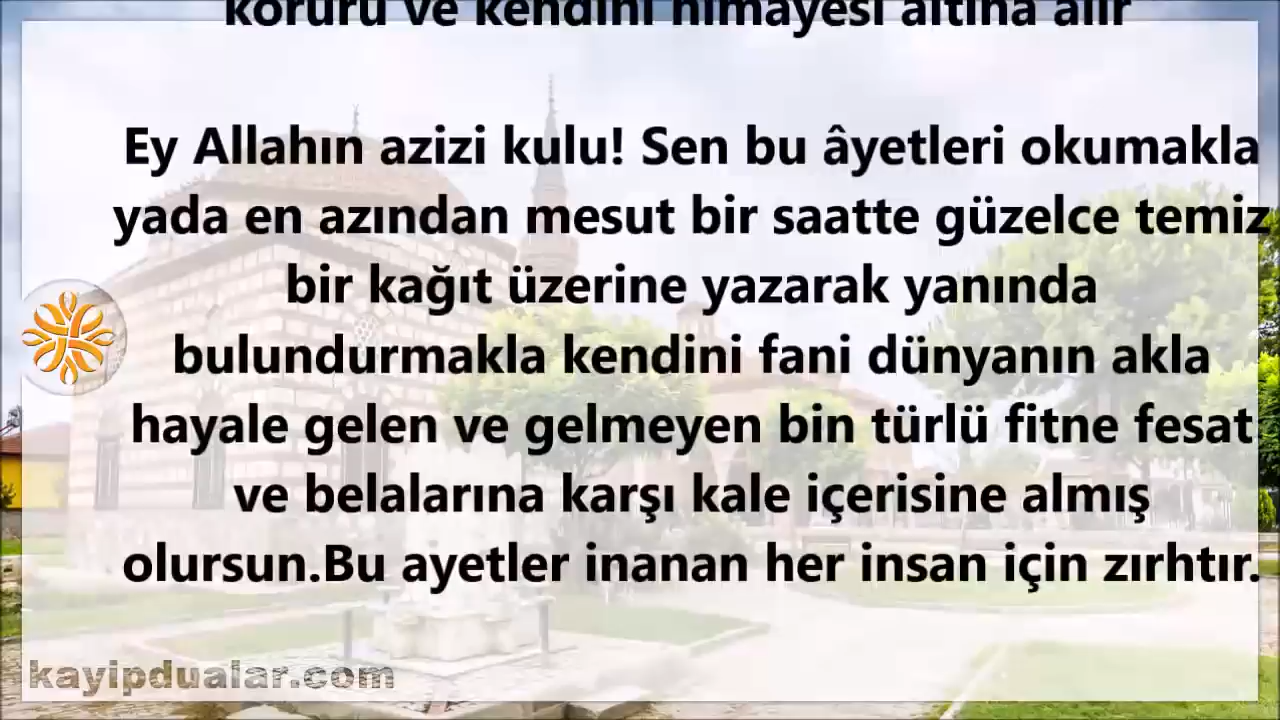 koruru ve kendini himayesi altına alır
Ey Allahın azizi kulu! Sen bu âyetleri okumakla
yada en azından mesut bir saatte güzelce temiz
bir kağıt üzerine yazarak yanında
bulundurmakla kendini fani dünyanın akla
hayale gelen ve gelmeyen bin türlü fitne fesat
ve belalarına karşı kale içerisine almış
olursun.Bu ayetler inanan her insan için zırhtır.
kayipdualar.com